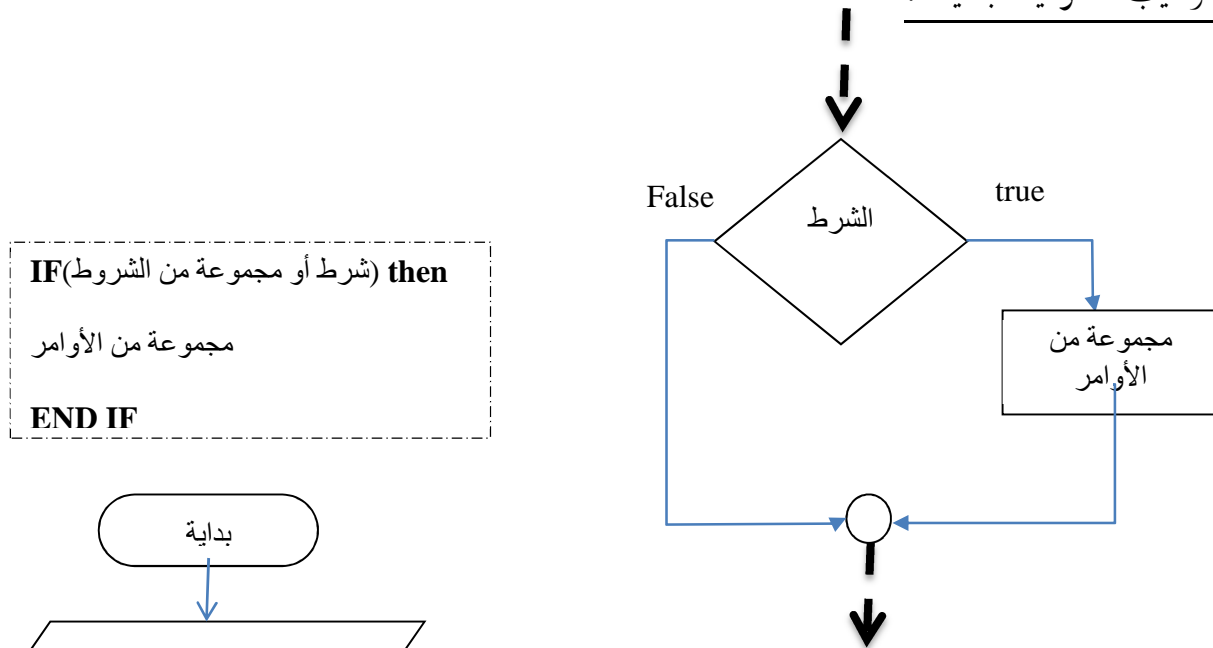 False
true
الشرط
IF(شرط أو مجموعة من الشروط) then
مجموعة من الأوامر
END IF
مجموعة من
الأوامر
بداية